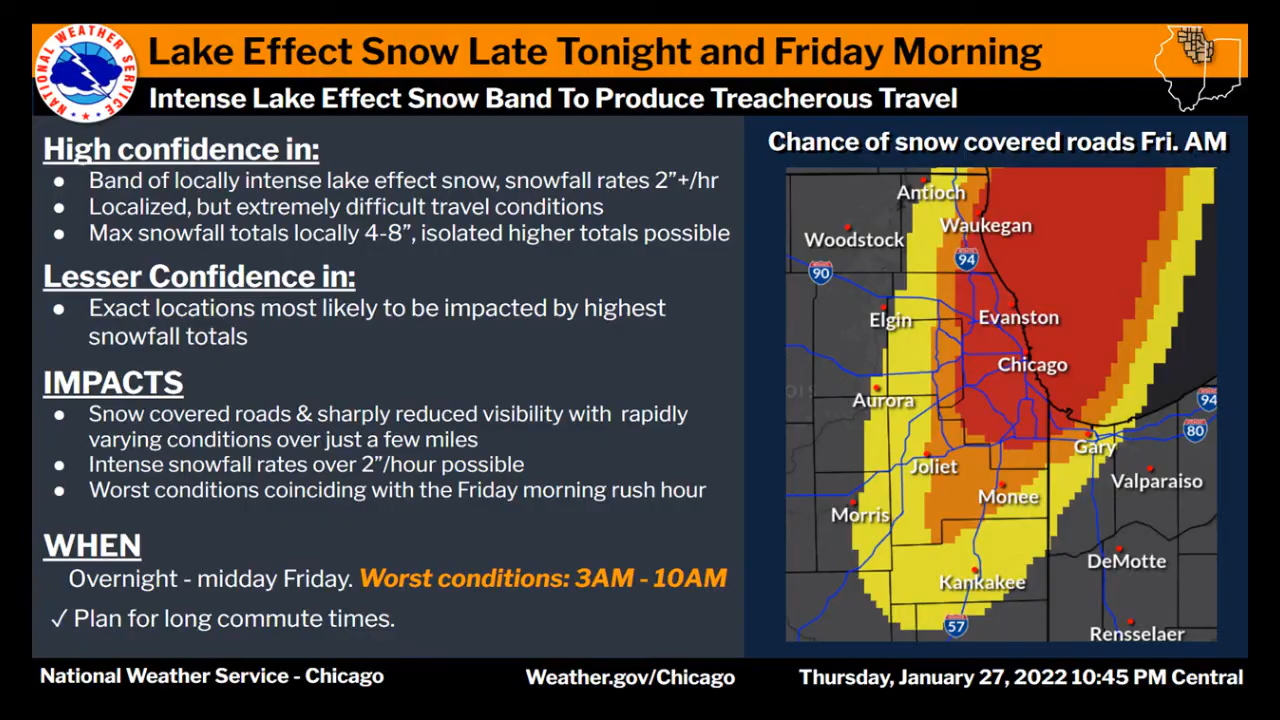 NATIONAL WEATHER SERVICE
Lake Effect Snow Late Tonight and Friday Morning
Intense Lake Effect Snow Band To Produce Treacherous Travel
High confidence in:
● Band of locally intense lake effect snow, snowfall rates 2”+/hr
● Localized, but extremely difficult travel conditions
● Max snowfall totals locally 4-8”, isolated higher totals possible
Lesser Confidence in:
● Exact locations most likely to be impacted by highest
snowfall totals
IMPACTS
● Snow covered roads & sharply reduced visibility with rapidly
varying conditions over just a few miles
● Intense snowfall rates over 2”/hour possible
● Worst conditions coinciding with the Friday morning rush hour
WHEN
Overnight - midday Friday. Worst conditions: 3AM - 10AM
✓ Plan for long commute times.
Chance of snow covered roads Fri. AM
Antioch
Waukegan
Woodstock
94
90
Elgin
Evanston
Chicago
Aurora
94
80
Gary
Joliet
Valparaiso
Monee
Morris
DeMotte
Kankakee
57
Rensselaer
National Weather Service - Chicago
Weather.gov/Chicago
Thursday, January 27, 2022 10:45 PM Central